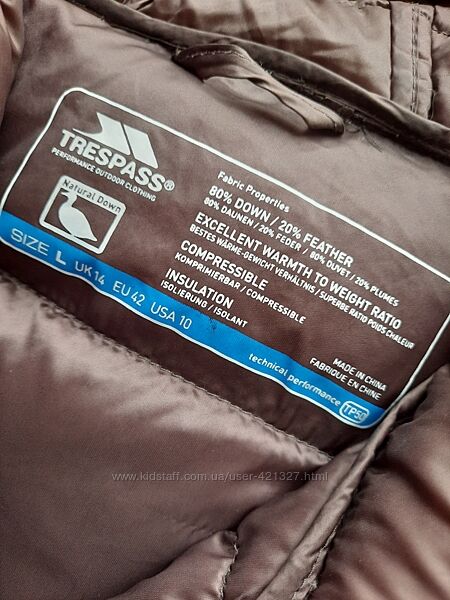 TRESPASS®
PERFORMANCE OUTDOOR CLOTHING
Natural Down
Fabric Properties
80% DOWN / 20% FEATHER
80% DAUNEN / 20% FEDER / 80% DUVET / 20% PLUMES
EXCELLENT WARMTH TO WEIGHT RATIO
BESTES WÄRME-GEWICHT VERHÄLTNIS / SUPERBE RATIO POIDS CHALEUR
COMPRESSIBLE
KOMPRIMIERBAR / COMPRESSIBLE
INSULATION
ISOLIERUNG / ISOLANT
SIZE L UK 14 EU 42 USA 10
MADE IN CHINA
FABRIQUE EN CHINE
technical performance TP50
www.kidstaff.com.ua/user-421327.html